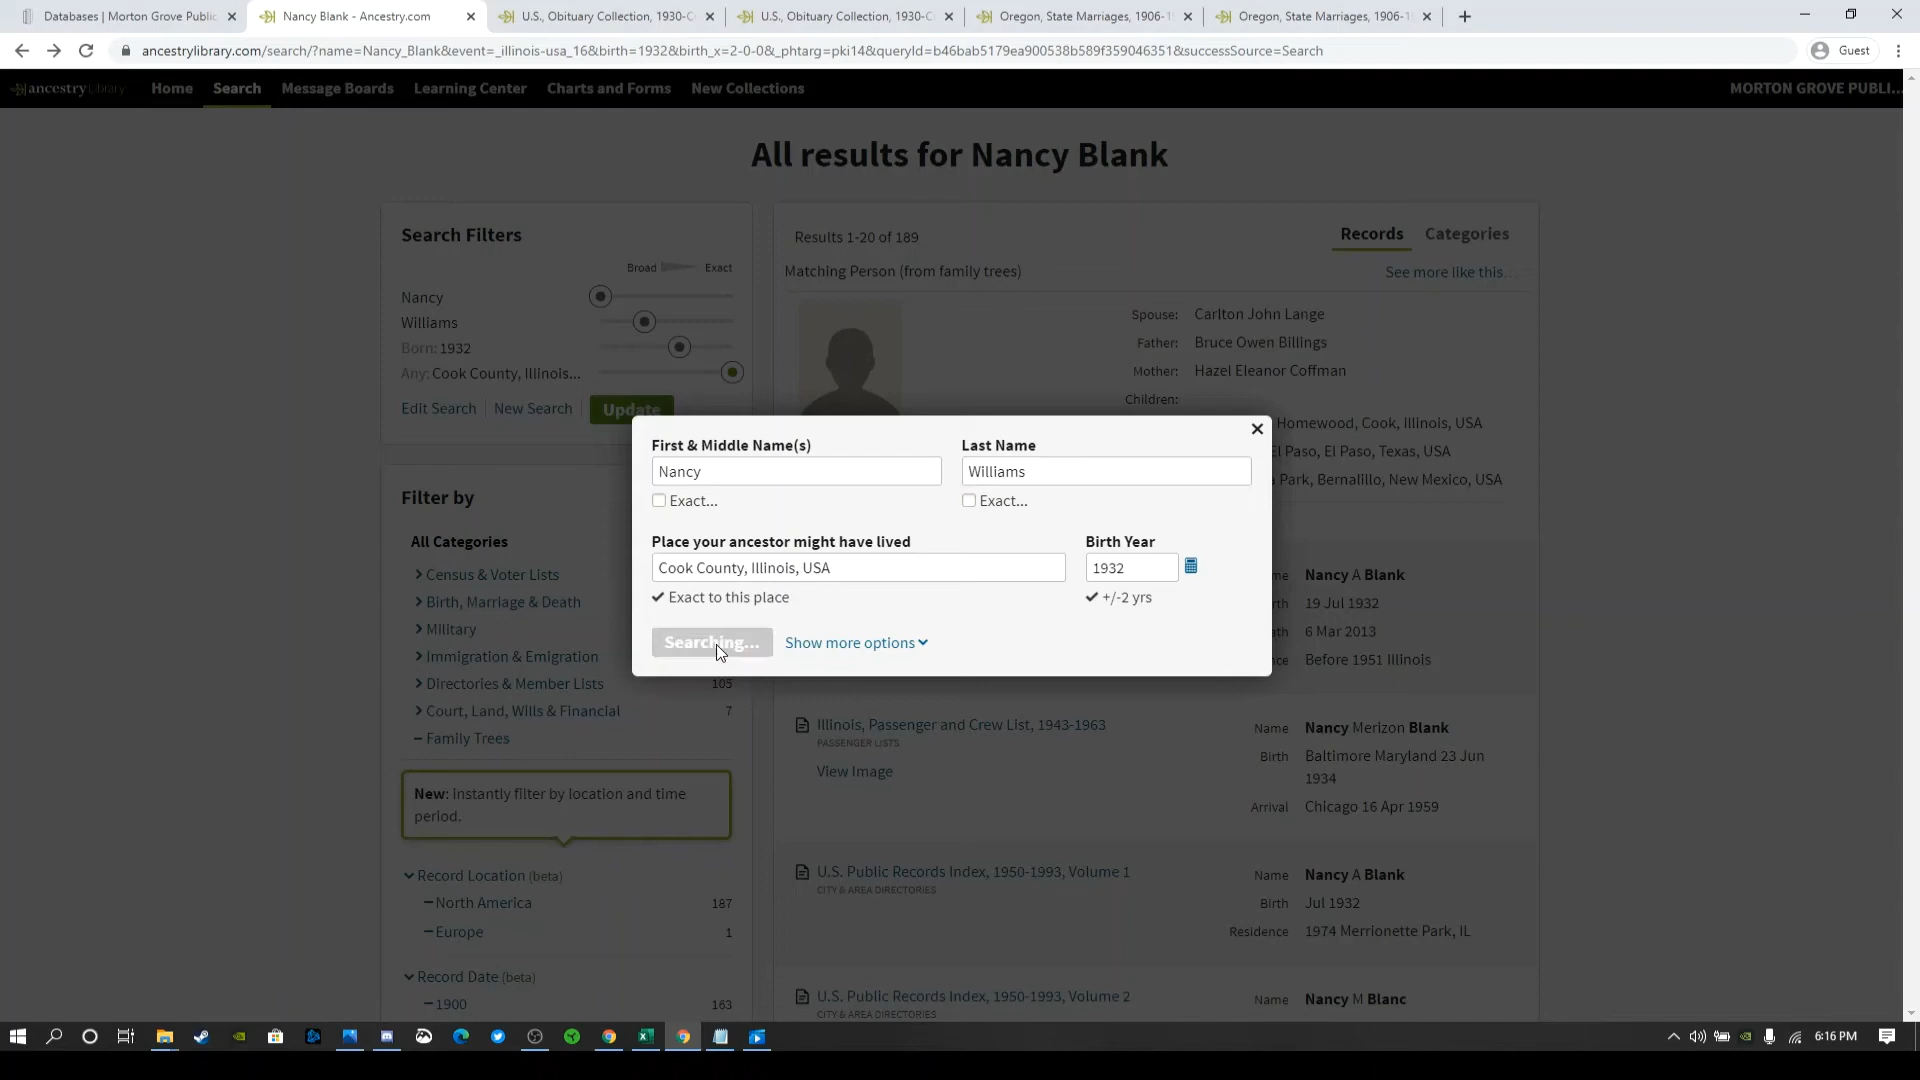 Databases | Morton Grove Public
Nancy Blank - Ancestry.com
U.S., Obituary Collection, 1930-C
U.S., Obituary Collection, 1930-C
Oregon, State Marriages, 1906-1
Oregon, State Marriages, 1906-1
ancestrylibrary.com/search/?name=Nancy_Blank&event=_illinois-usa_16&birth=1932&birth_x=2-0-0&_phtarg=pki14&queryId=b46bab5179ea900538b589f359046351&successSource=Search
Guest
ancestry Library
Home
Search
Message Boards
Learning Center
Charts and Forms
New Collections
MORTON GROVE PUBLI...
All results for Nancy Blank
Search Filters
Broad
Exact
Nancy
Williams
Born: 1932
Any: Cook County, Illinois...
Edit Search
New Search
Update
Results 1-20 of 189
Records
Categories
Matching Person (from family trees)
See more like this...
Spouse: Carlton John Lange
Father: Bruce Owen Billings
Mother: Hazel Eleanor Coffman
Children:
Homewood, Cook, Illinois, USA
El Paso, El Paso, Texas, USA
Park, Bernalillo, New Mexico, USA
First & Middle Name(s)
Last Name
Nancy
Williams
Exact...
Exact...
Place your ancestor might have lived
Birth Year
Cook County, Illinois, USA
1932
Exact to this place
+/-2 yrs
Searching...
Show more options
Filter by
All Categories
Census & Voter Lists
Birth, Marriage & Death
Military
Immigration & Emigration
Directories & Member Lists
105
Court, Land, Wills & Financial
7
Family Trees
New: instantly filter by location and time
period.
Record Location (beta)
North America
187
Europe
1
Record Date (beta)
1900
163
Nancy A Blank
19 Jul 1932
6 Mar 2013
Before 1951 Illinois
Illinois, Passenger and Crew List, 1943-1963
PASSENGER LISTS
View Image
Name Nancy Merizon Blank
Birth Baltimore Maryland 23 Jun
1934
Arrival Chicago 16 Apr 1959
U.S. Public Records Index, 1950-1993, Volume 1
CITY & AREA DIRECTORIES
Name Nancy A Blank
Birth Jul 1932
Residence 1974 Merrionette Park, IL
U.S. Public Records Index, 1950-1993, Volume 2
CITY & AREA DIRECTORIES
Name Nancy M Blanc
6:16 PM